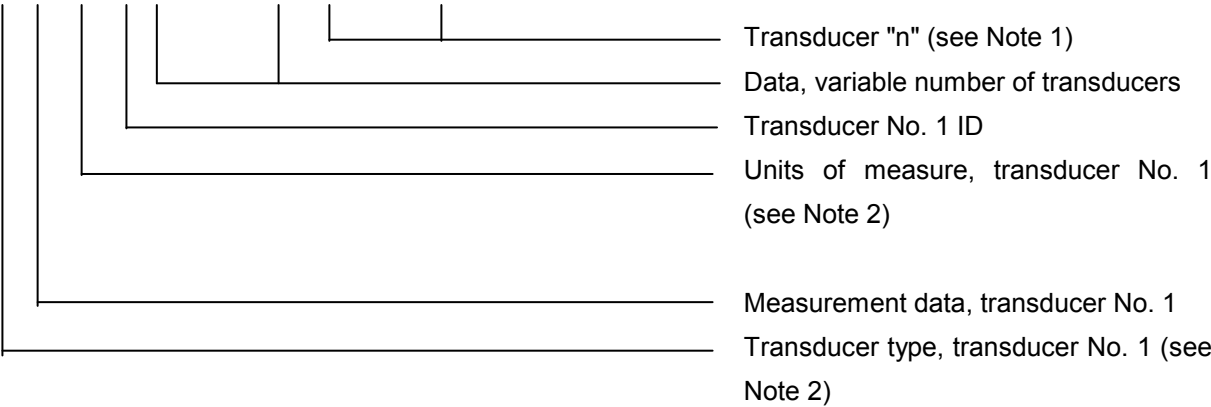 Transducer "n" (see Note 1)
Data, variable number of transducers
Transducer No. 1 ID
Units of measure, transducer No. 1
(see Note 2)
Measurement data, transducer No. 1
Transducer type, transducer No. 1 (see
Note 2)